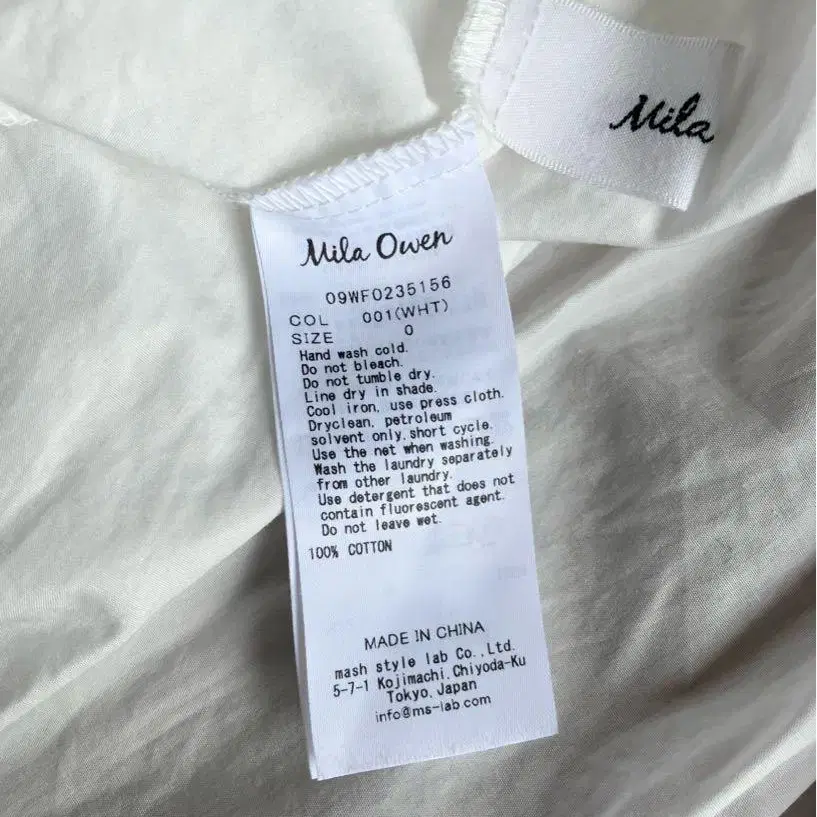 Mila
Mila Owen
09WF0235156
COL 001(WHT)
SIZE 0
Hand wash cold.
Do not bleach.
Do not tumble dry.
Line dry in shade.
Cool iron, use press cloth.
Dryclean, petroleum
solvent only, short cycle.
Use the net when washing.
Wash the laundry separately
from other laundry.
Use detergent that does not
contain fluorescent agent.
Do not leave wet.
100% COTTON
MADE IN CHINA
mash style lab Co.,Ltd.
5-7-1 Kojimachi,Chiyoda-Ku
Tokyo,Japan
info@ms-lab.com